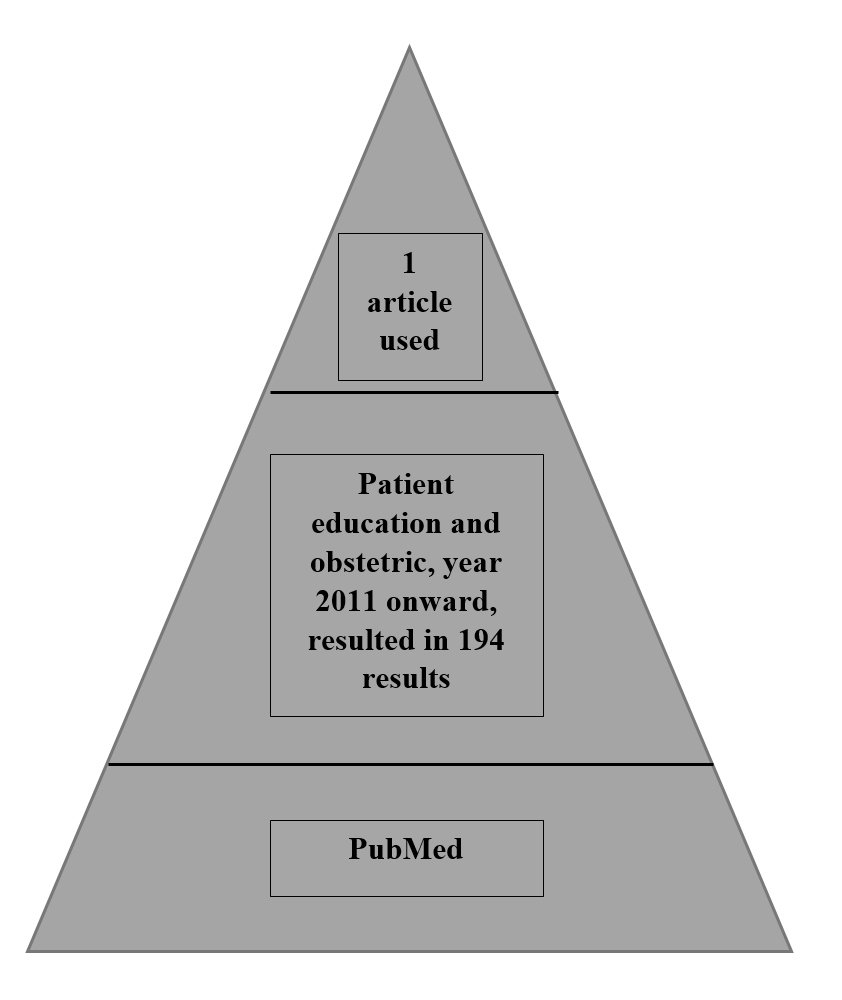 1
article
used
Patient
education and
obstetric, year
2011 onward,
resulted in 194
results
PubMed